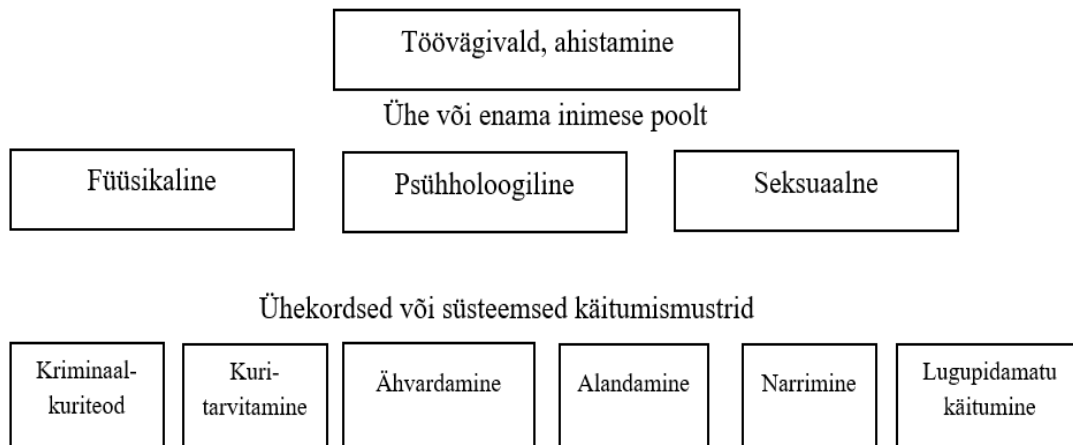 Töövägivald, ahistamine
Ühe või enama inimese poolt
Füüsikaline
Psühholoogiline
Seksuaalne
Ühekordsed või süsteemsed käitumismustrid
Kriminaal-
kuriteod
Kuri-
tarvitamine
Ähvardamine
Alandamine
Narrimine
Lugupidamatu
käitumine